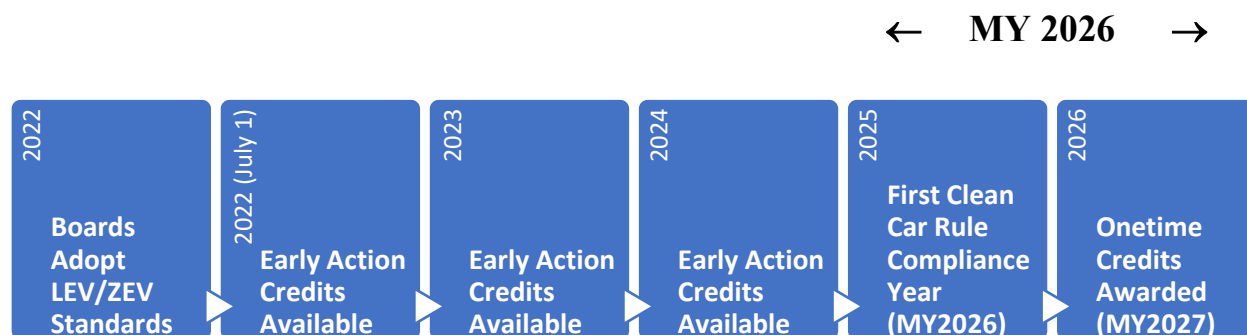 ← MY 2026 →
2022
Boards
Adopt
LEV/ZEV
Standards
2022 (July 1)
Early Action
Credits
Available
2023
Early Action
Credits
Available
2024
Early Action
Credits
Available
2025
First Clean
Car Rule
Compliance
Year
(MY2026)
2026
Onetime
Credits
Awarded
(MY2027)